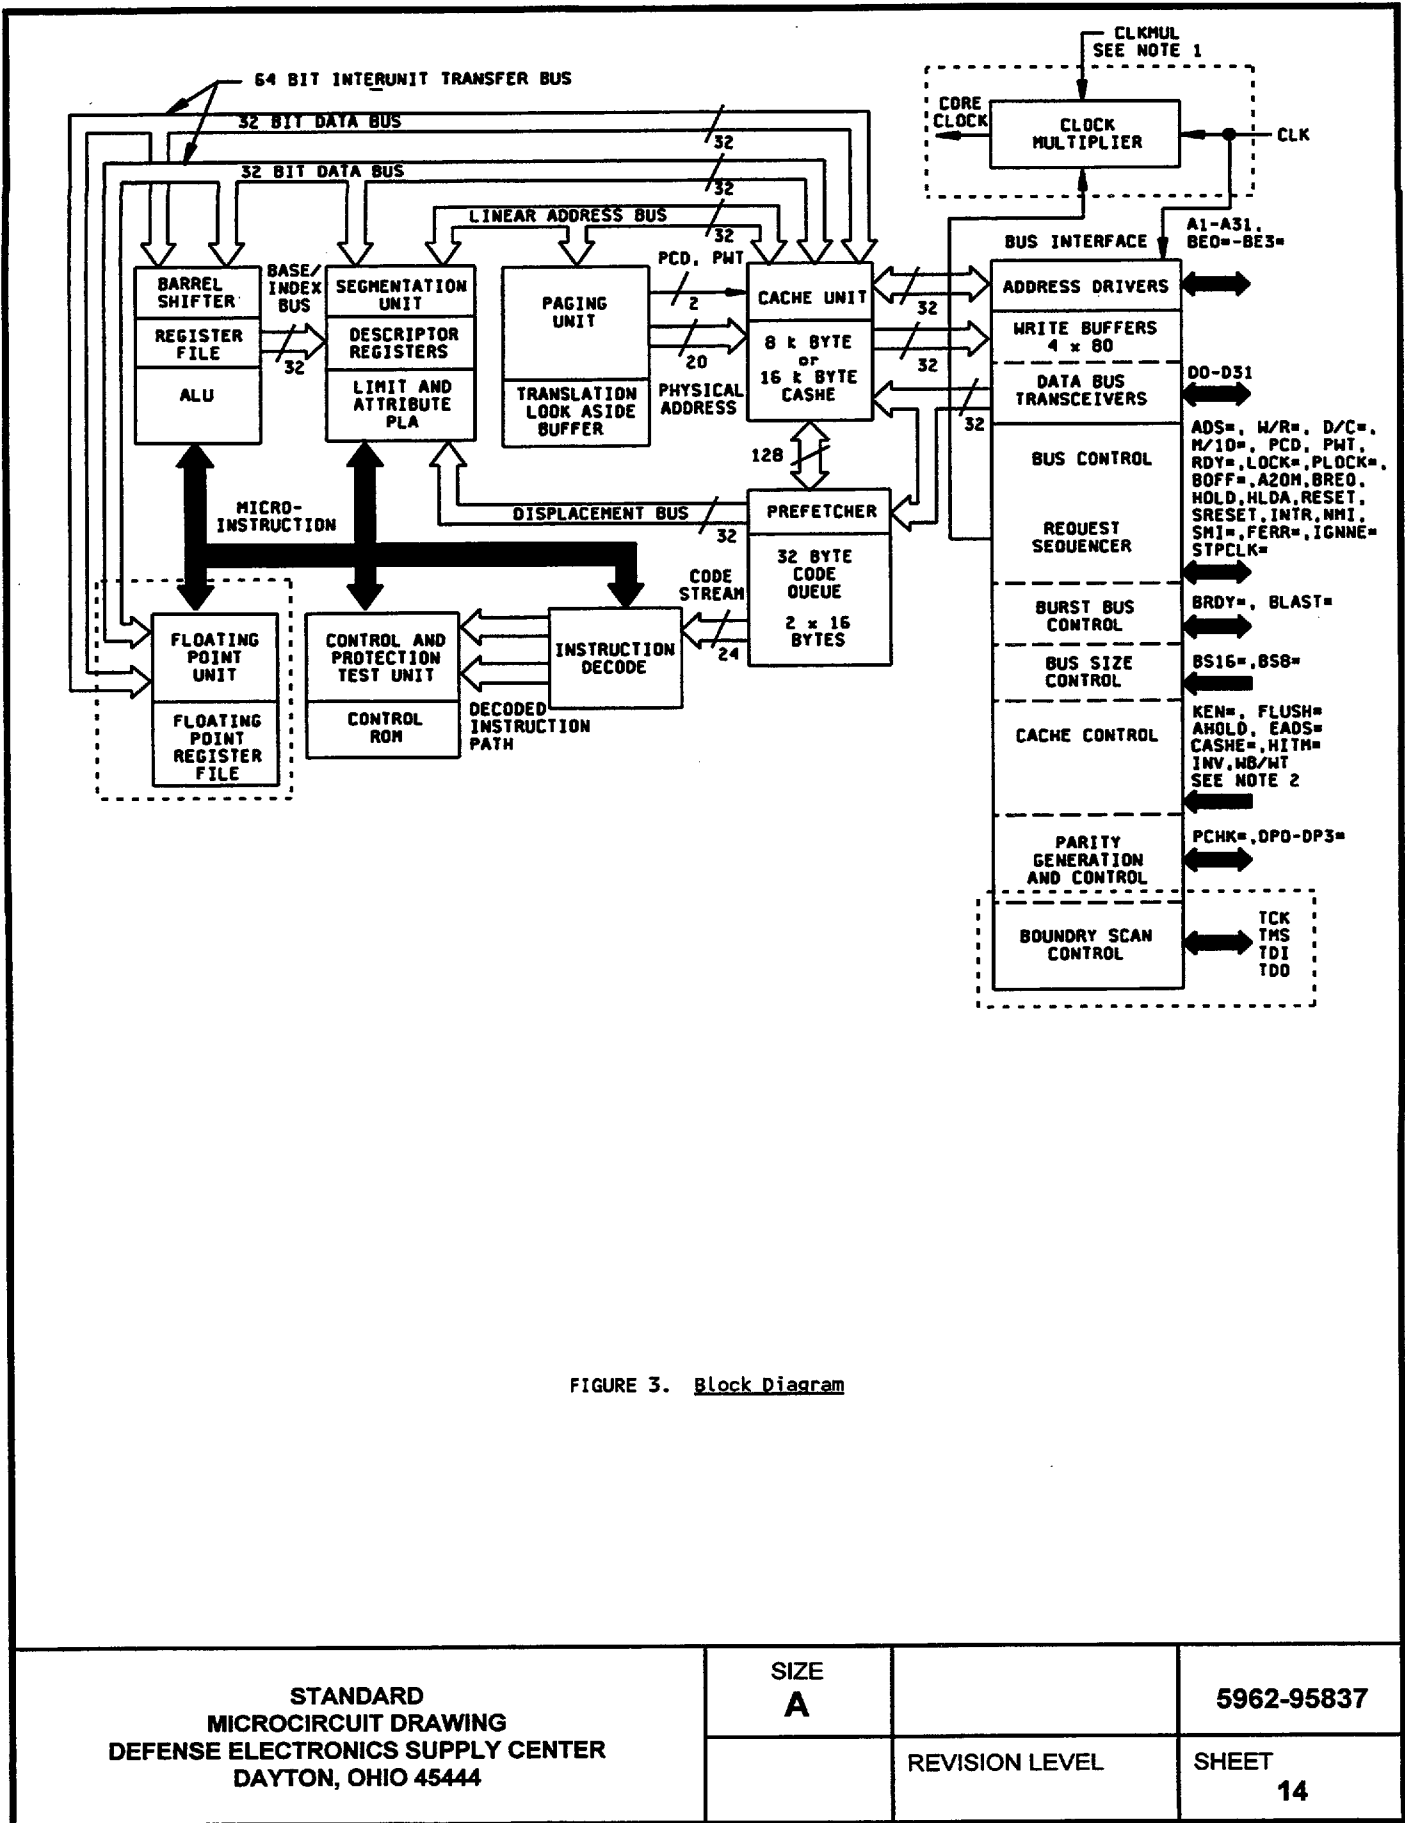 CLKMUL
SEE NOTE 1
64 BIT INTERUNIT TRANSFER BUS
CORE
CLOCK
CLOCK
MULTIPLIER
CLK
32 BIT DATA BUS
32
32 BIT DATA BUS
32
LINEAR ADDRESS BUS
32
BUS INTERFACE
A1-A31,
BE0=-BE3=
PCD, PWT
2
20
PHYSICAL
ADDRESS
BARREL
SHIFTER
REGISTER
FILE
ALU
BASE/
INDEX
BUS
32
SEGMENTATION
UNIT
DESCRIPTOR
REGISTERS
LIMIT AND
ATTRIBUTE
PLA
PAGING
UNIT
TRANSLATION
LOOK ASIDE
BUFFER
CACHE UNIT
8 k BYTE
or
16 k BYTE
CASHE
32
32
32
ADDRESS DRIVERS
WRITE BUFFERS
4 x 80
DATA BUS
TRANSCEIVERS
D0-D31
BUS CONTROL
REQUEST
SEQUENCER
ADS=, W/R=, D/C=,
M/IO=, PCD, PWT,
RDY=,LOCK=,PLOCK=,
BOFF=,A20M,BREQ,
HOLD,HLDA,RESET,
SRESET,INTR,NMI,
SMI=,FERR=,IGNNE=
STPCLK=
128
MICRO-
INSTRUCTION
DISPLACEMENT BUS
32
PREFETCHER
32 BYTE
CODE
QUEUE
2 x 16
BYTES
CODE
STREAM
24
INSTRUCTION
DECODE
DECODED
INSTRUCTION
PATH
CONTROL AND
PROTECTION
TEST UNIT
CONTROL
ROM
FLOATING
POINT
UNIT
FLOATING
POINT
REGISTER
FILE
BURST BUS
CONTROL
BRDY=, BLAST=
BUS SIZE
CONTROL
BS16=,BS8=
CACHE CONTROL
KEN=, FLUSH=
AHOLD, EADS=
CASHE=,HITM=
INV,WB/WT
SEE NOTE 2
PARITY
GENERATION
AND CONTROL
PCHK=,DP0-DP3=
BOUNDRY SCAN
CONTROL
TCK
TMS
TDI
TDO
FIGURE 3. Block Diagram
STANDARD
MICROCIRCUIT DRAWING
DEFENSE ELECTRONICS SUPPLY CENTER
DAYTON, OHIO 45444
SIZE
A
5962-95837
REVISION LEVEL
SHEET
14